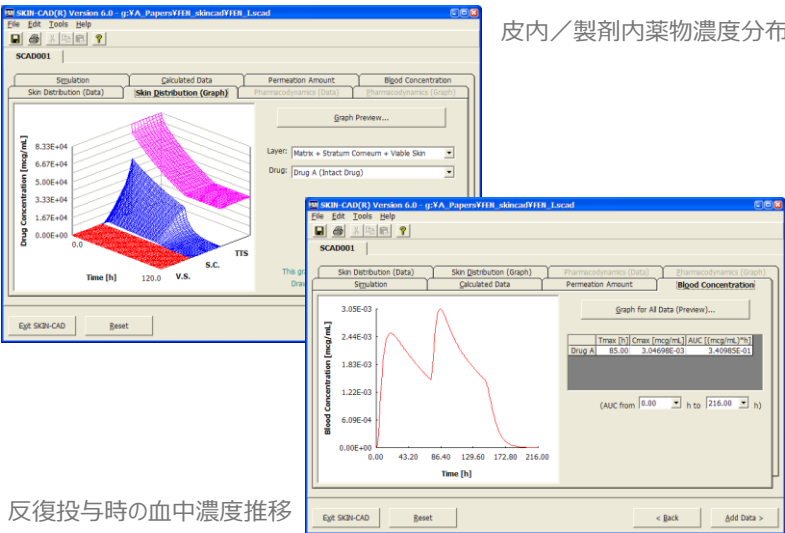 SKIN-CAD(R) Version 6.0 - g:¥A_Papers¥FEN_skincad¥FEN_I.scad
File Edit Tools Help
SCAD001
Simulation Calculated Data Permeation Amount Blood Concentration
Skin Distribution (Data) Skin Distribution (Graph) Pharmacodynamics (Data) Pharmacodynamics (Graph)
Graph Preview...
Layer: Matrix + Stratum Corneum + Viable Skin
Drug: Drug A (Intact Drug)
Drug Concentration [mcg/mL]
8.33E+04
6.67E+04
5.00E+04
3.33E+04
1.67E+04
0.00E+00
0.0
Time [h]
120.0
V.S.
S.C.
TTS
This gra
Draw
Exit SKIN-CAD Reset
皮内／製剤内薬物濃度分布
SKIN-CAD(R) Version 6.0 - g:¥A_Papers¥FEN_skincad¥FEN_I.scad
File Edit Tools Help
SCAD001
Skin Distribution (Data) Skin Distribution (Graph) Pharmacodynamics (Data) Pharmacodynamics (Graph)
Simulation Calculated Data Permeation Amount Blood Concentration
Graph for All Data (Preview)...
Tmax [h] Cmax [mcg/mL] AUC [(mcg/mL)*h]
Drug A 85.00 3.04698E-03 3.40985E-01
(AUC from 0.00 h to 216.00 h)
Blood Concentration [mcg/mL]
3.05E-03
2.44E-03
1.83E-03
1.22E-03
6.09E-04
0.00E+00
0.00 43.20 86.40 129.60 172.80 216.00
Time [h]
Exit SKIN-CAD Reset < Back Add Data >
反復投与時の血中濃度推移